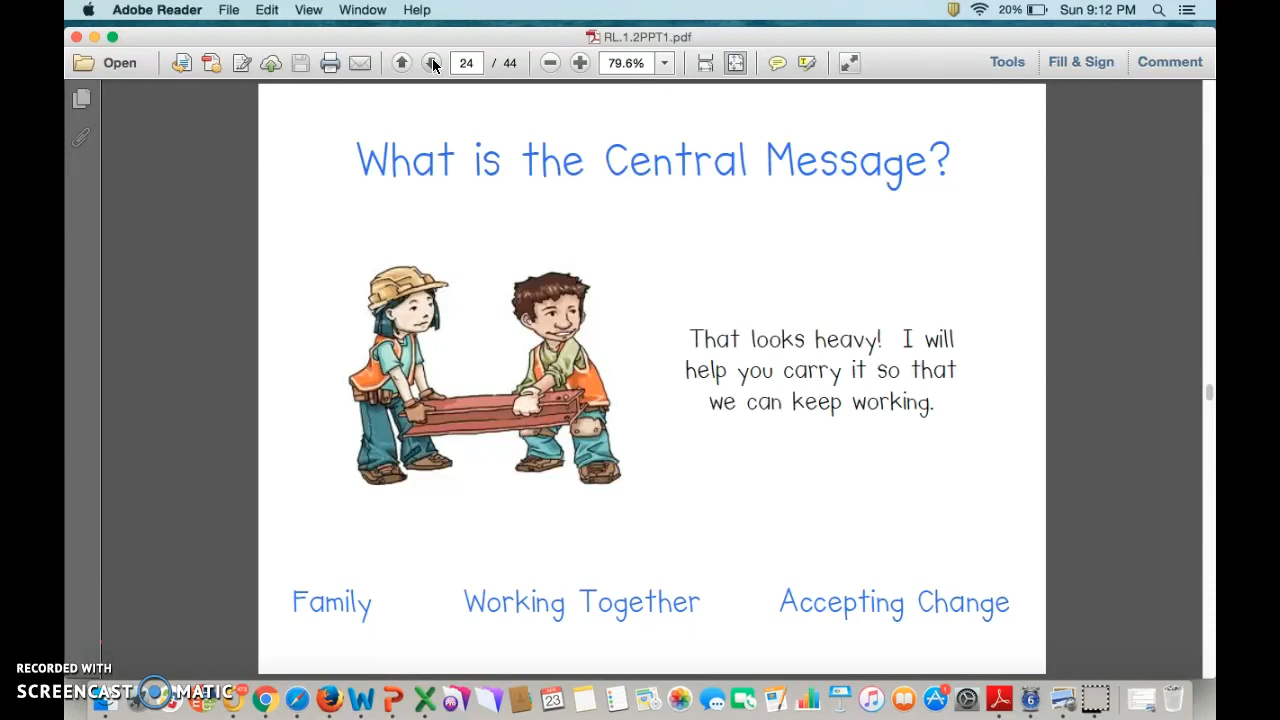 Adobe Reader File Edit View Window Help 20% Sun 9:12 PM
RL.1.2PPT1.pdf
Open 24 / 44 79.6% Tools Fill & Sign Comment
What is the Central Message?
That looks heavy! I will
help you carry it so that
we can keep working.
Family Working Together Accepting Change
RECORDED WITH
SCREENCAST MATIC